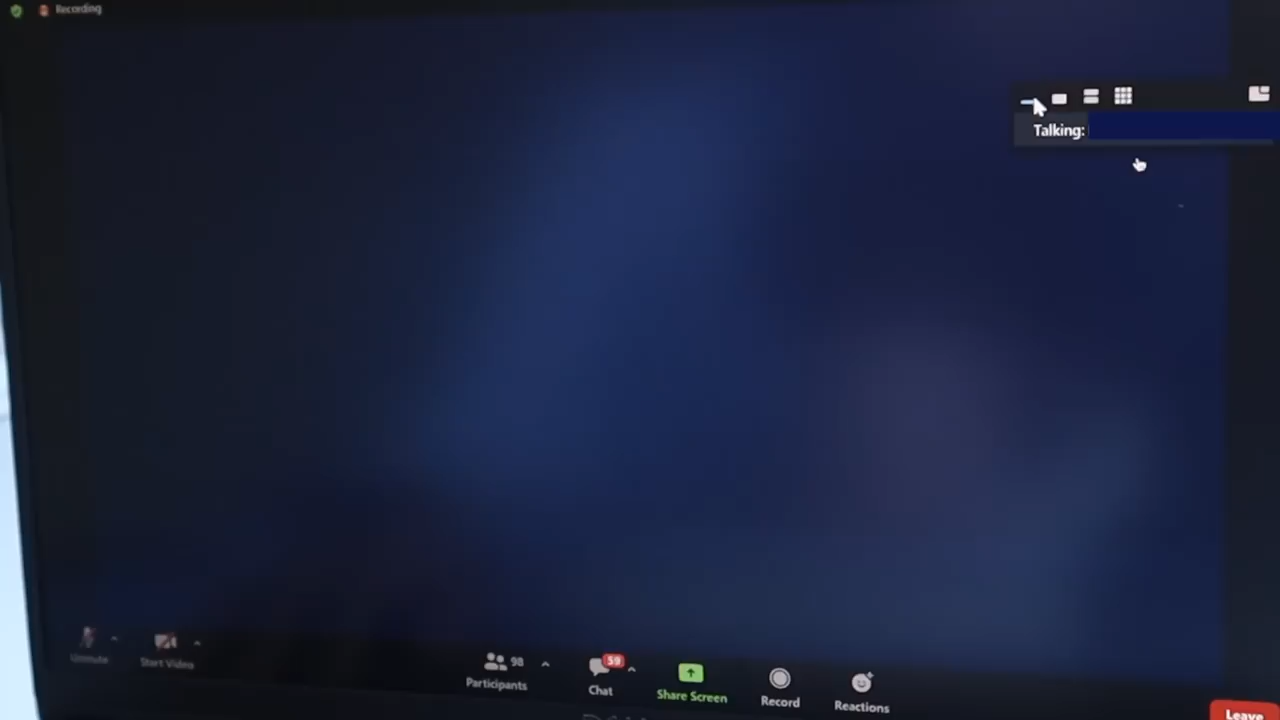 Recording
Talking:
Unmute
Start Video
98
Participants
59
Chat
Share Screen
Record
Reactions
Leave